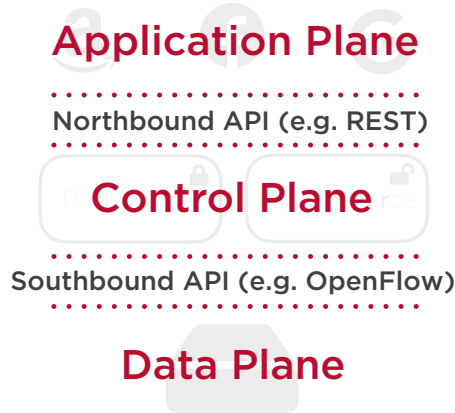 Application Plane
Northbound API (e.g. REST)
Control Plane
Southbound API (e.g. OpenFlow)
Data Plane